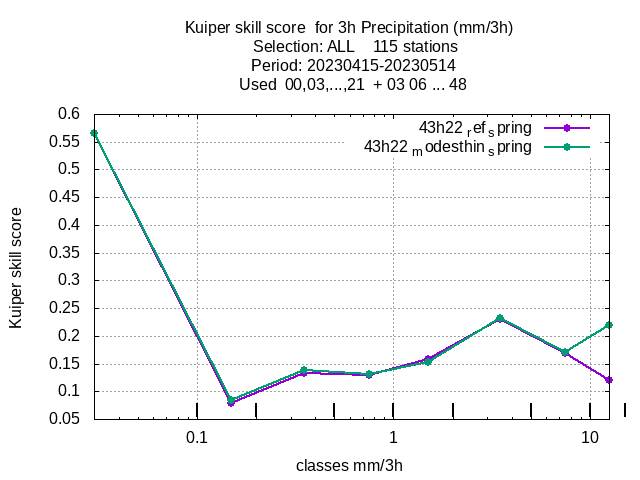 Kuiper skill score  for 3h Precipitation (mm/3h)
Selection: ALL    115 stations
Period: 20230415-20230514
Used  00,03,...,21  + 03 06 ... 48
43h22 ref spring
43h22 modesthin spring
0.6
0.55
0.5
0.45
0.4
0.35
0.3
0.25
0.2
0.15
0.1
0.05
Kuiper skill score
0.1 1 10
classes mm/3h